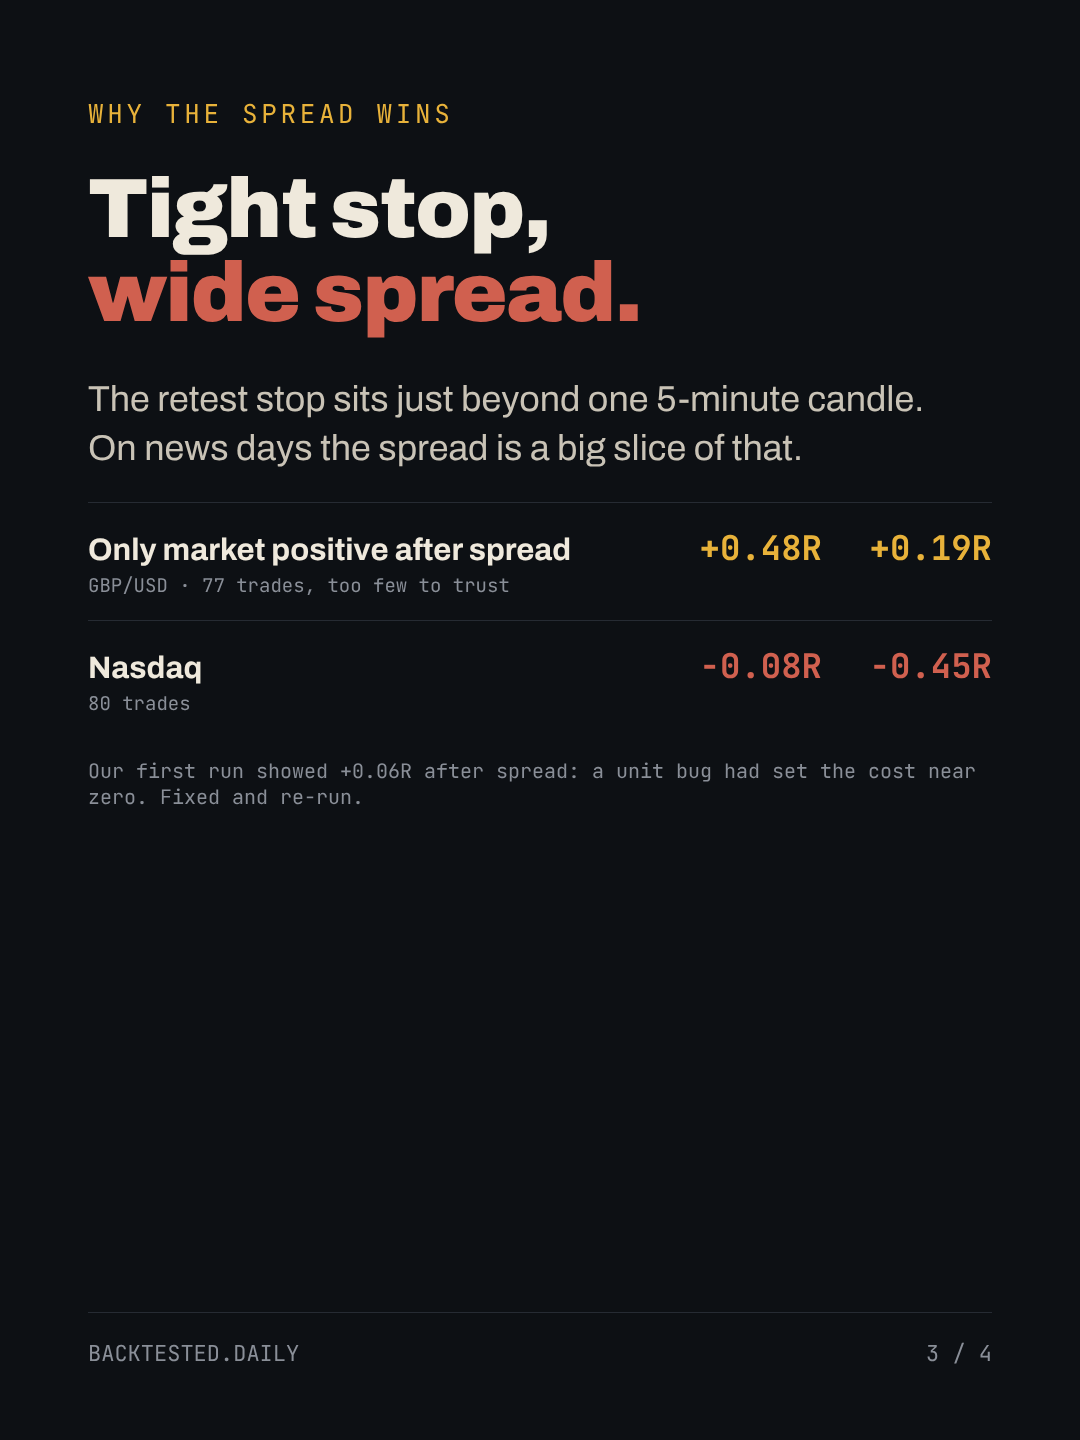 WHY THE SPREAD WINS
Tight stop,
wide spread.
The retest stop sits just beyond one 5-minute candle.
On news days the spread is a big slice of that.
Only market positive after spread +0.48R +0.19R
GBP/USD · 77 trades, too few to trust
Nasdaq -0.08R -0.45R
80 trades
Our first run showed +0.06R after spread: a unit bug had set the cost near
zero. Fixed and re-run.
BACKTESTED.DAILY 3 / 4